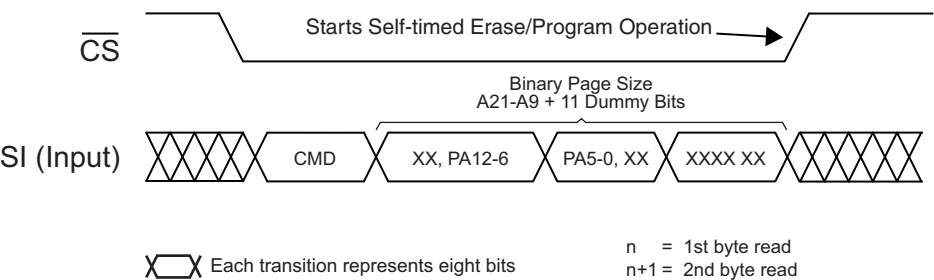 Starts Self-timed Erase/Program Operation
CS
Binary Page Size
A21-A9 + 11 Dummy Bits
SI (Input)
CMD
XX, PA12-6
PA5-0, XX
XXXX XX
Each transition represents eight bits
n = 1st byte read
n+1 = 2nd byte read